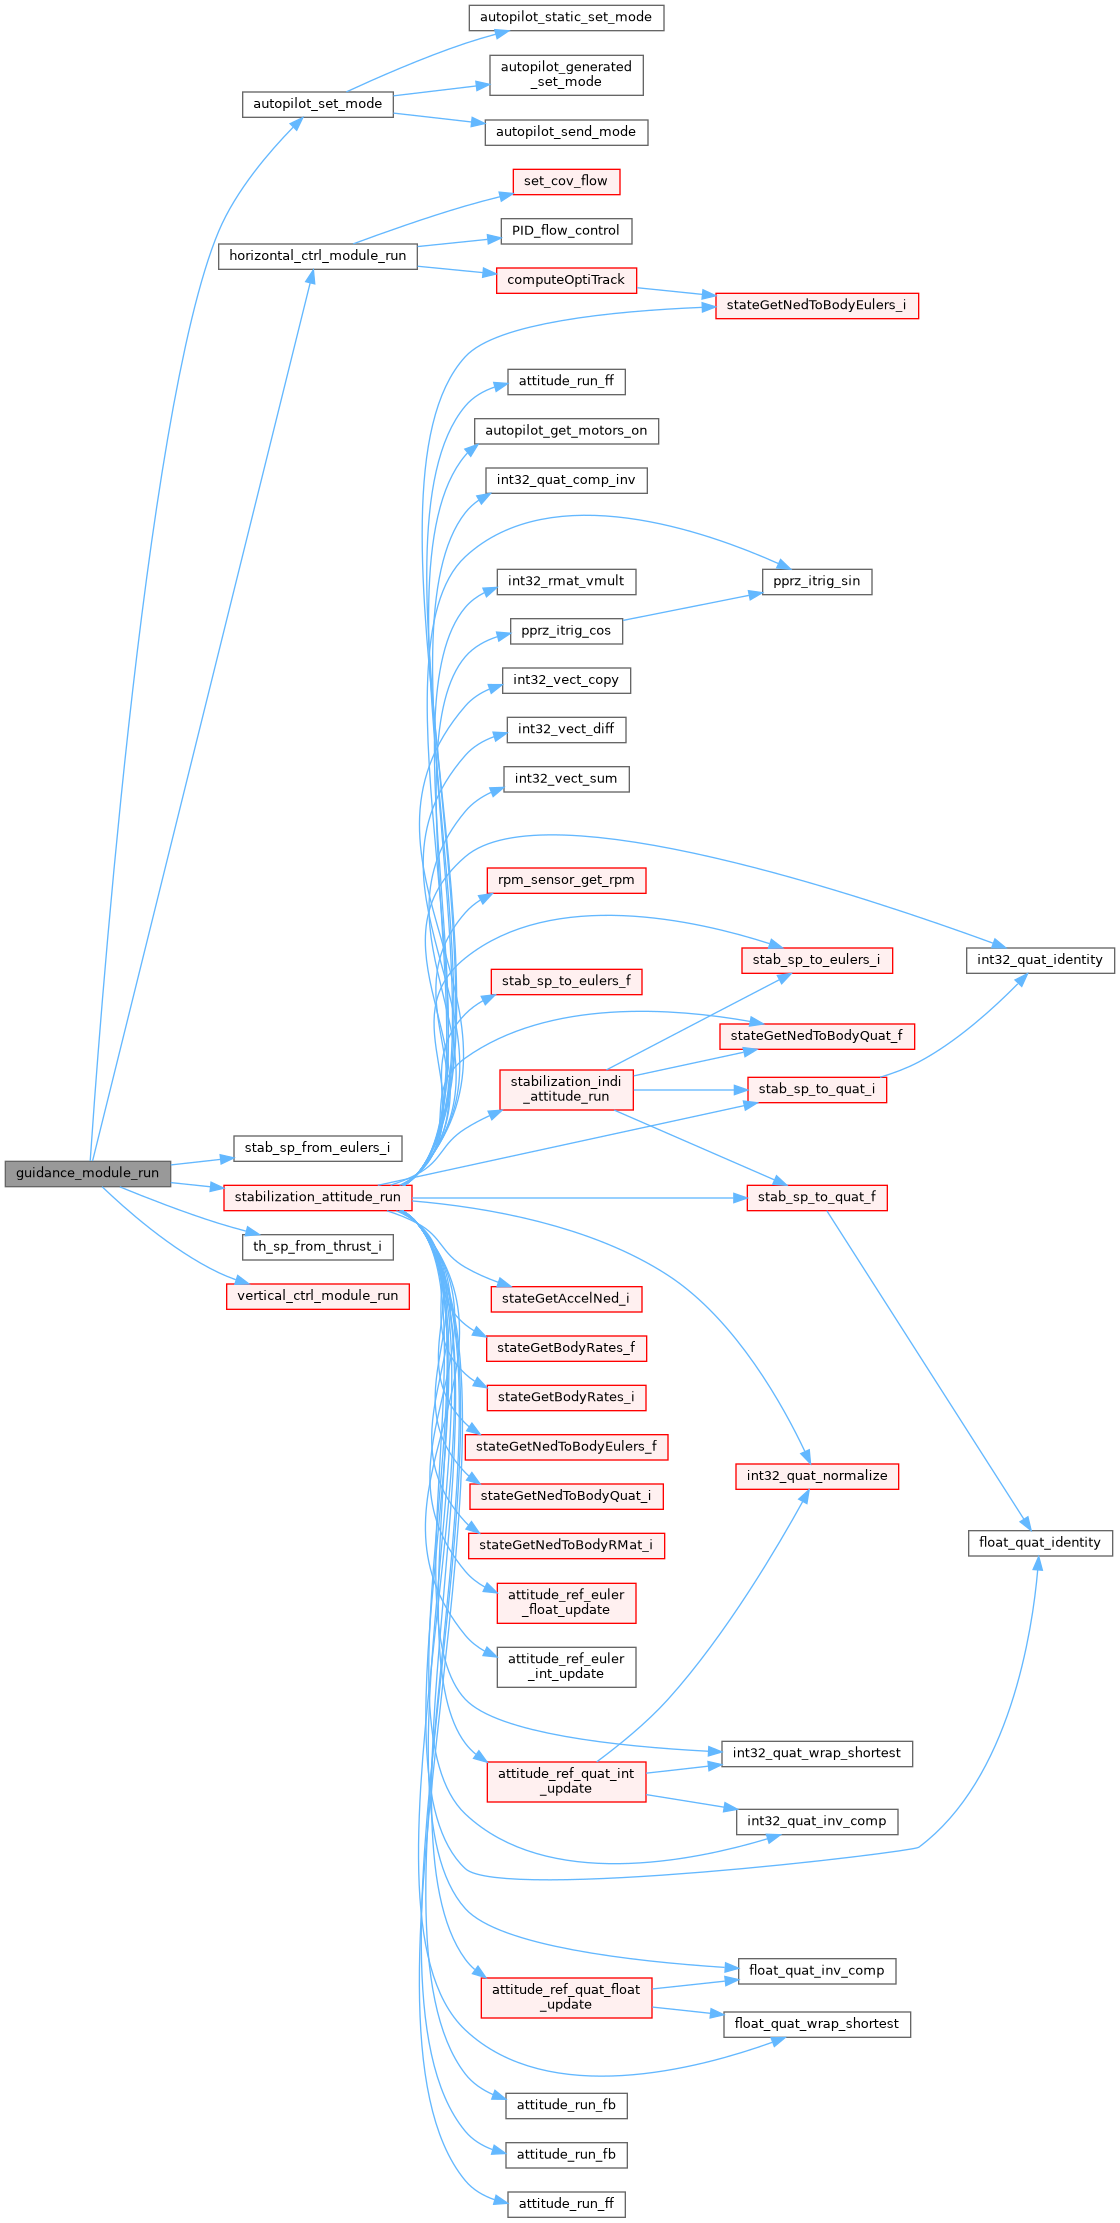 autopilot_static_set_mode
autopilot_generated
_set_mode
autopilot_set_mode
autopilot_send_mode
set_cov_flow
PID_flow_control
horizontal_ctrl_module_run
computeOptiTrack
stateGetNedToBodyEulers_i
attitude_run_ff
autopilot_get_motors_on
int32_quat_comp_inv
int32_rmat_vmult
pprz_itrig_sin
pprz_itrig_cos
int32_vect_copy
int32_vect_diff
int32_vect_sum
rpm_sensor_get_rpm
stab_sp_to_eulers_i
int32_quat_identity
stab_sp_to_eulers_f
stateGetNedToBodyQuat_f
stabilization_indi
_attitude_run
stab_sp_to_quat_i
stab_sp_from_eulers_i
guidance_module_run
stabilization_attitude_run
stab_sp_to_quat_f
th_sp_from_thrust_i
vertical_ctrl_module_run
stateGetAccelNed_i
stateGetBodyRates_f
stateGetBodyRates_i
stateGetNedToBodyEulers_f
int32_quat_normalize
stateGetNedToBodyQuat_i
stateGetNedToBodyRMat_i
float_quat_identity
attitude_ref_euler
_float_update
attitude_ref_euler
_int_update
int32_quat_wrap_shortest
attitude_ref_quat_int
_update
int32_quat_inv_comp
float_quat_inv_comp
attitude_ref_quat_float
_update
float_quat_wrap_shortest
attitude_run_fb
attitude_run_fb
attitude_run_ff